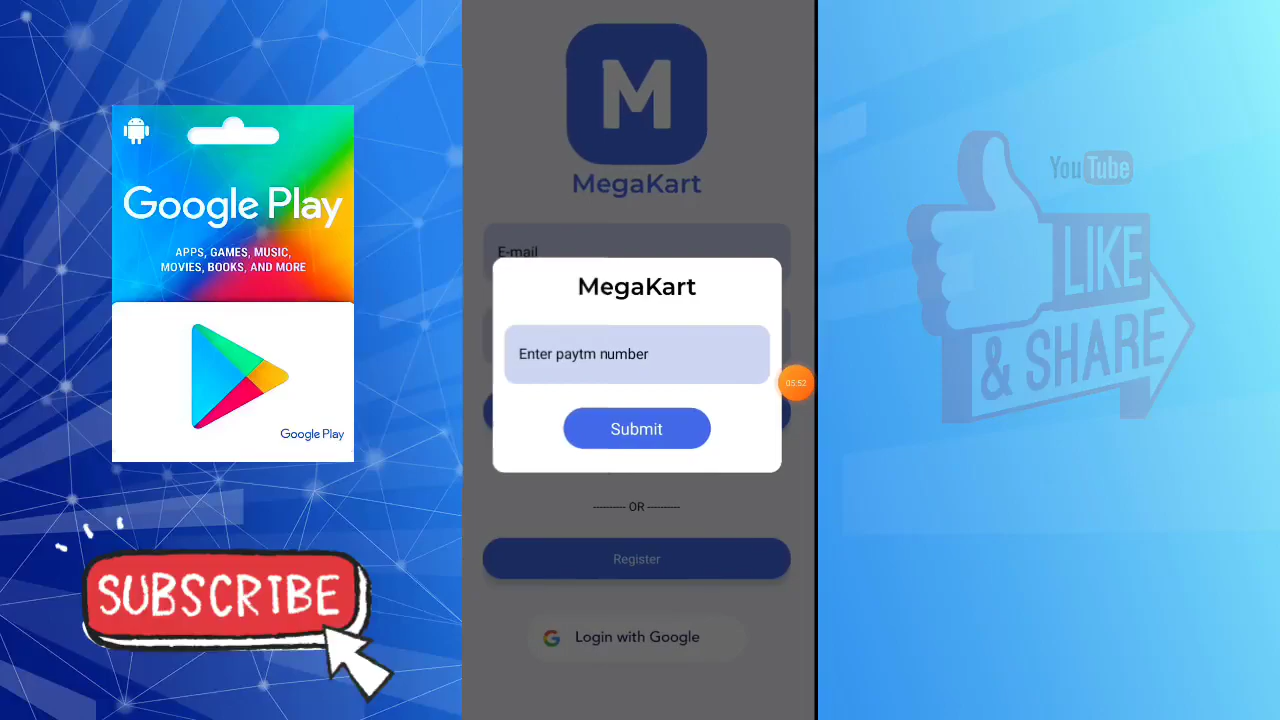 Google Play
APPS, GAMES, MUSIC,
MOVIES, BOOKS, AND MORE
Google Play
SUBSCRIBE
M
MegaKart
E-mail
MegaKart
Enter paytm number
Submit
---------- OR ----------
Register
G Login with Google
05:52
YouTube
LIKE
& SHARE